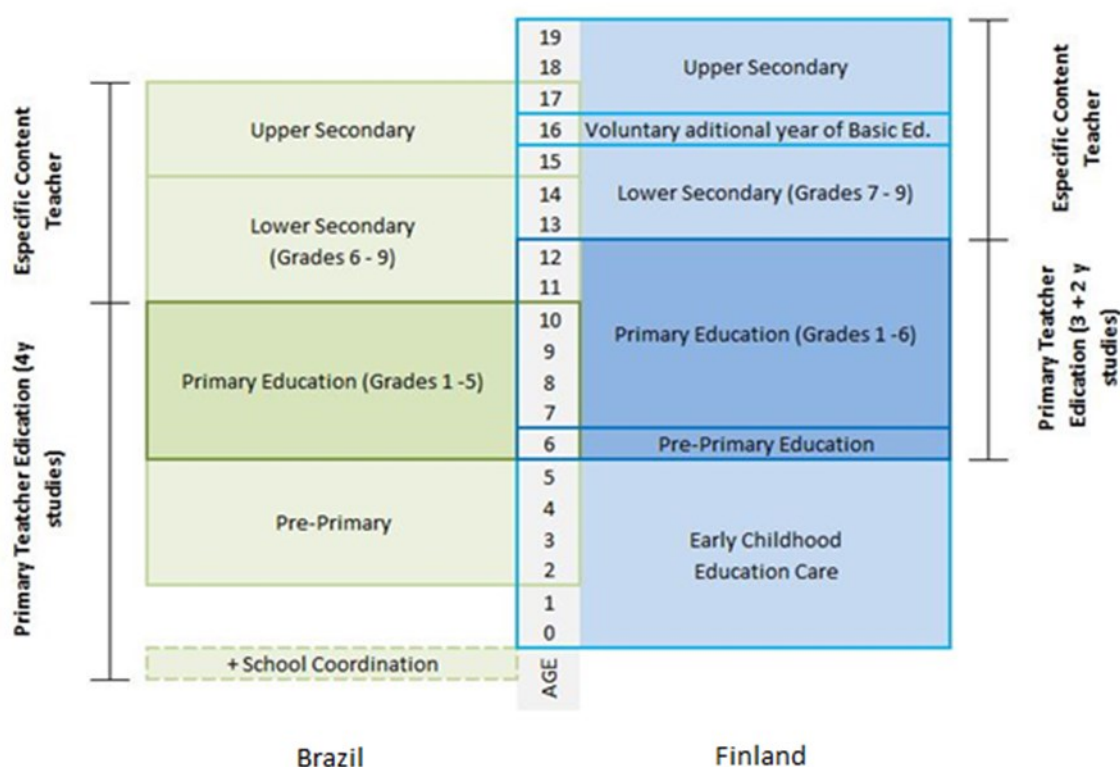 Especific Content
Teacher
Primary Teatcher Edication (4y
studies)
Upper Secondary
Lower Secondary
(Grades 6 - 9)
Primary Education (Grades 1 -5)
Pre-Primary
+ School Coordination
19
18
17
16
15
14
13
12
11
10
9
8
7
6
5
4
3
2
1
0
AGE
Upper Secondary
Voluntary aditional year of Basic Ed.
Lower Secondary (Grades 7 - 9)
Primary Education (Grades 1 -6)
Pre-Primary Education
Early Childhood
Education Care
Especific Content
Teacher
Primary Teatcher
Edication (3 + 2 y
studies)
Brazil
Finland